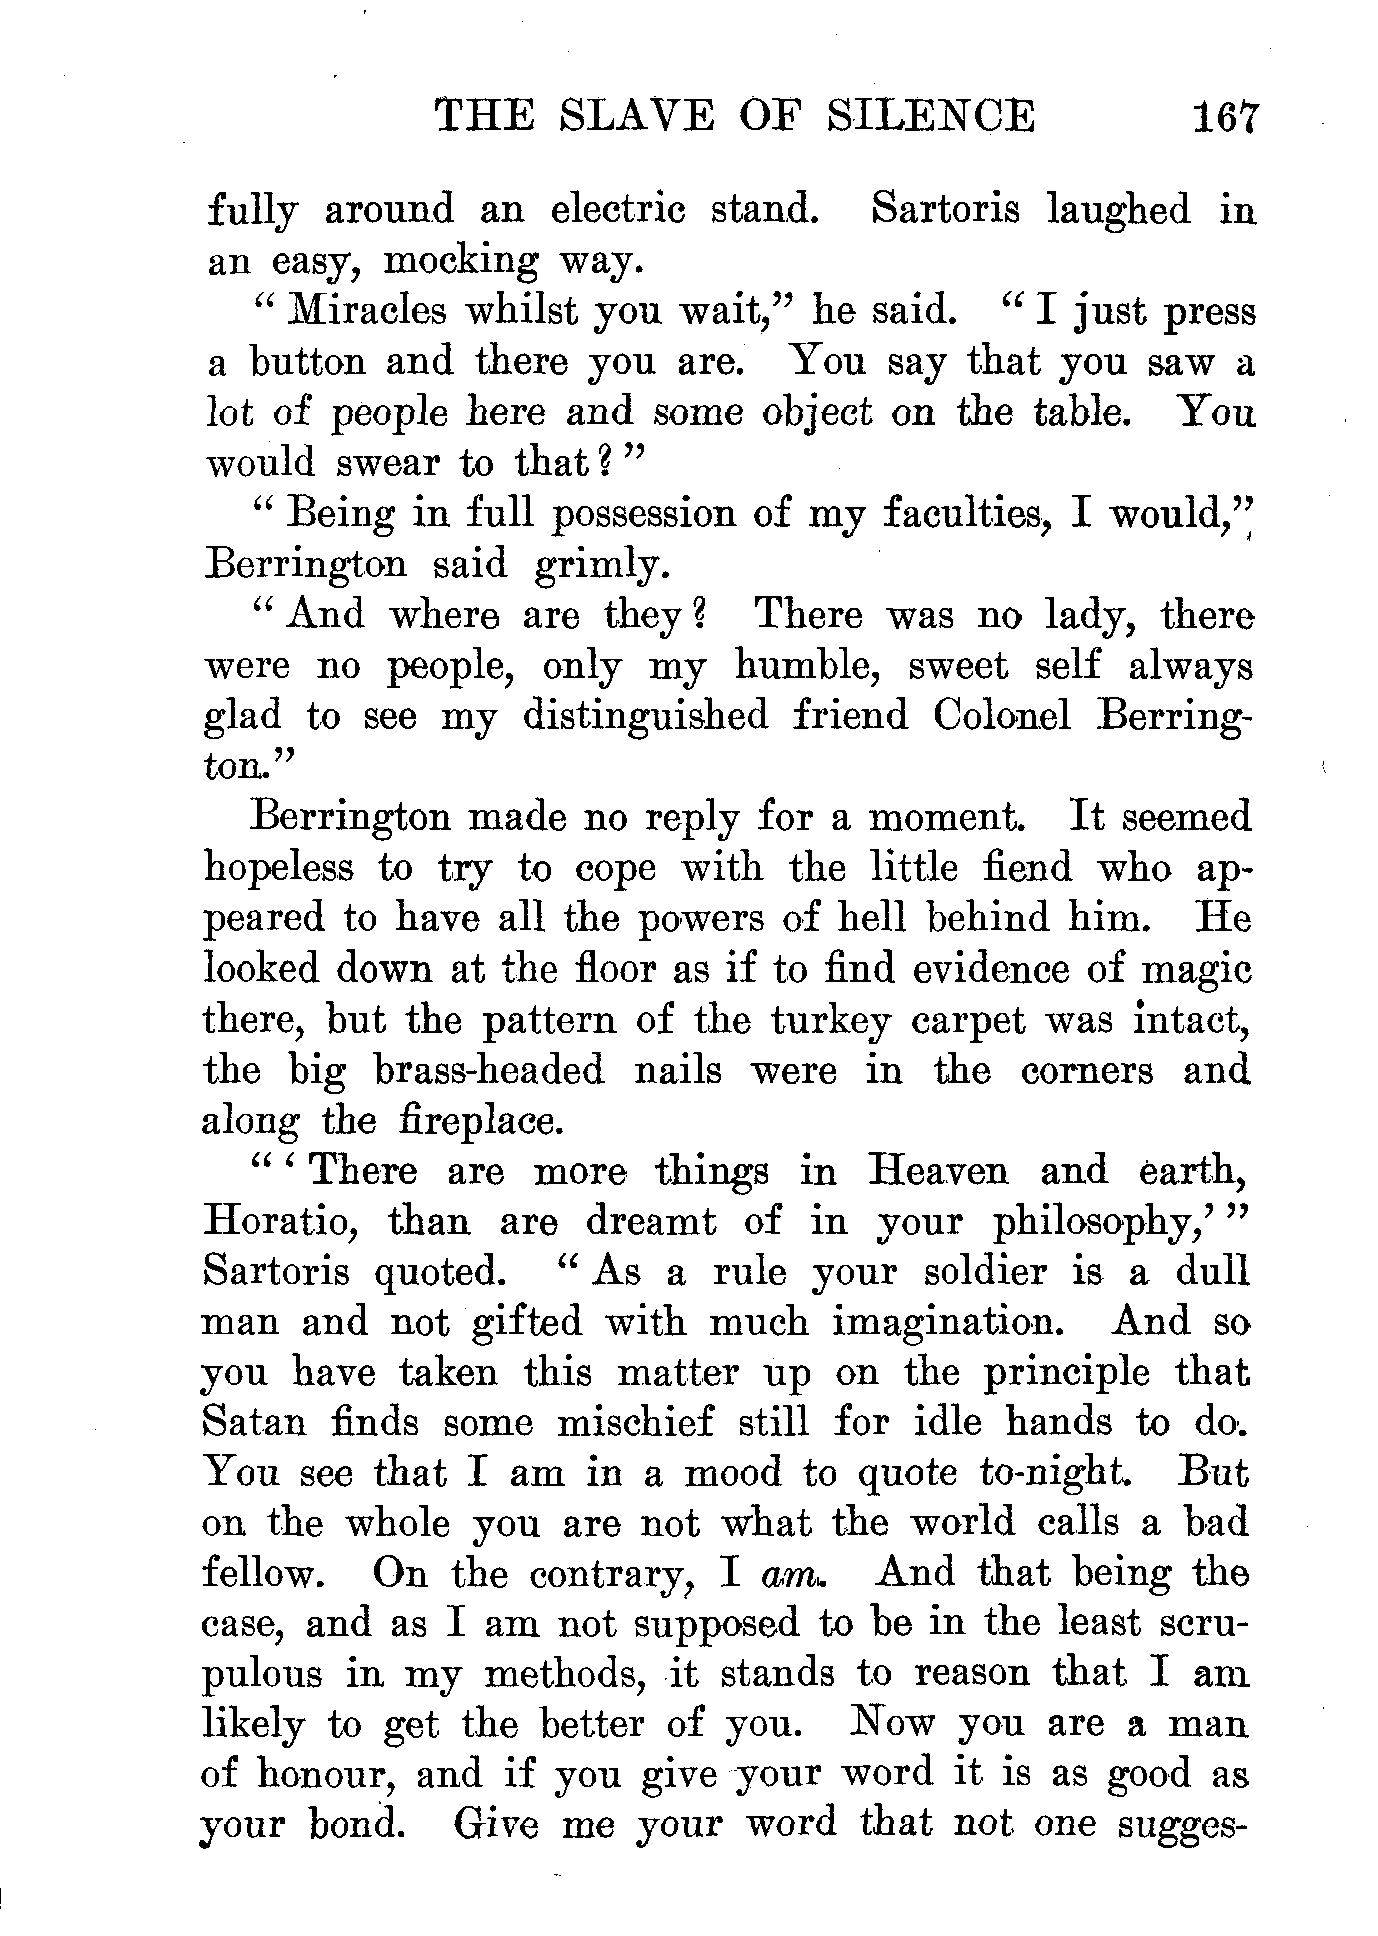 THE SLAVE OF SILENCE 167
fully around an electric stand. Sartoris laughed in
an easy, mocking way.
" Miracles whilst you wait," he said. " I just press
a button and there you are. You say that you saw a
lot of people here and some object on the table. You
would swear to that? "
" Being in full possession of my faculties, I would,"
Berrington said grimly.
" And where are they? There was no lady, there
were no people, only my humble, sweet self always
glad to see my distinguished friend Colonel Berring-
ton."
Berrington made no reply for a moment. It seemed
hopeless to try to cope with the little fiend who ap-
peared to have all the powers of hell behind him. He
looked down at the floor as if to find evidence of magic
there, but the pattern of the turkey carpet was intact,
the big brass-headed nails were in the corners and
along the fireplace.
" ' There are more things in Heaven and earth,
Horatio, than are dreamt of in your philosophy,' "
Sartoris quoted. " As a rule your soldier is a dull
man and not gifted with much imagination. And so
you have taken this matter up on the principle that
Satan finds some mischief still for idle hands to do.
You see that I am in a mood to quote to-night. But
on the whole you are not what the world calls a bad
fellow. On the contrary, I am. And that being the
case, and as I am not supposed to be in the least scru-
pulous in my methods, it stands to reason that I am
likely to get the better of you. Now you are a man
of honour, and if you give your word it is as good as
your bond. Give me your word that not one sugges-